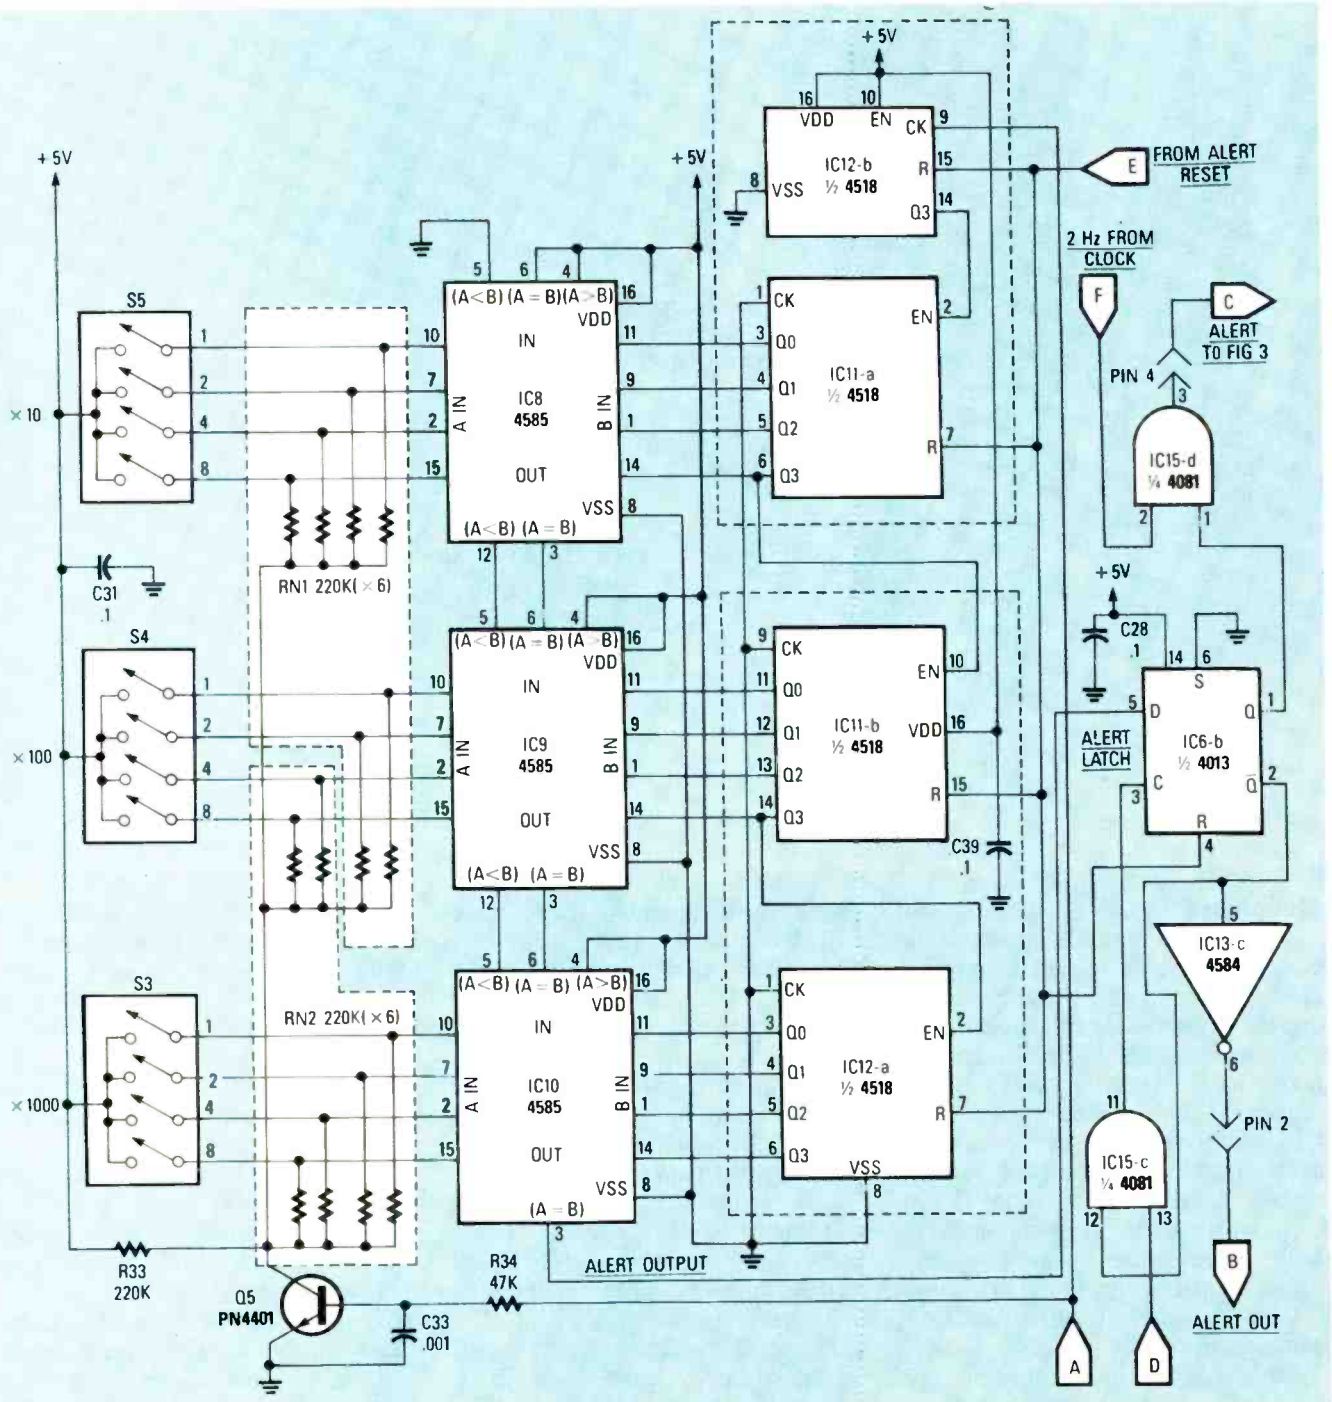 +5V
16
10
VDD
EN
CK
9
IC12-b
½ 4518
R
15
8
VSS
Q3
14
E
FROM ALERT
RESET
+5V
+5V
2 Hz FROM
CLOCK
F
C
ALERT
TO FIG 3
PIN 4
3
IC15-d
¼ 4081
2
1
S5
1
2
4
8
×10
5
6
4
(A<B) (A=B) (A>B)
16
VDD
IN
10
7
2
15
A IN
IC8
4585
B IN
11
9
1
14
OUT
VSS
8
(A<B) (A=B)
12
3
1
CK
3
Q0
4
Q1
5
Q2
6
Q3
EN
2
IC11-a
½ 4518
R
7
RN1 220K(×6)
C31
.1
S4
1
2
4
8
×100
5
6
4
(A<B) (A=B) (A>B)
16
VDD
IN
10
7
2
15
A IN
IC9
4585
B IN
11
9
1
14
OUT
VSS
8
(A<B) (A=B)
12
3
9
CK
11
Q0
12
Q1
13
Q2
14
Q3
EN
10
IC11-b
½ 4518
VDD
16
R
15
C39
.1
+5V
C28
.1
14
6
S
5
D
Q
1
ALERT
LATCH
IC6-b
½ 4013
3
C
Q̅
2
R
4
5
IC13-c
4584
6
PIN 2
B
ALERT OUT
S3
1
2
4
8
×1000
RN2 220K(×6)
5
6
4
(A<B) (A=B) (A>B)
16
VDD
IN
10
7
2
15
A IN
IC10
4585
B IN
11
9
1
14
OUT
VSS
8
(A=B)
3
1
CK
3
Q0
4
Q1
5
Q2
6
Q3
EN
2
IC12-a
½ 4518
R
7
VSS
8
11
IC15-c
¼ 4081
12
13
R33
220K
Q5
PN4401
C33
.001
R34
47K
ALERT OUTPUT
A
D